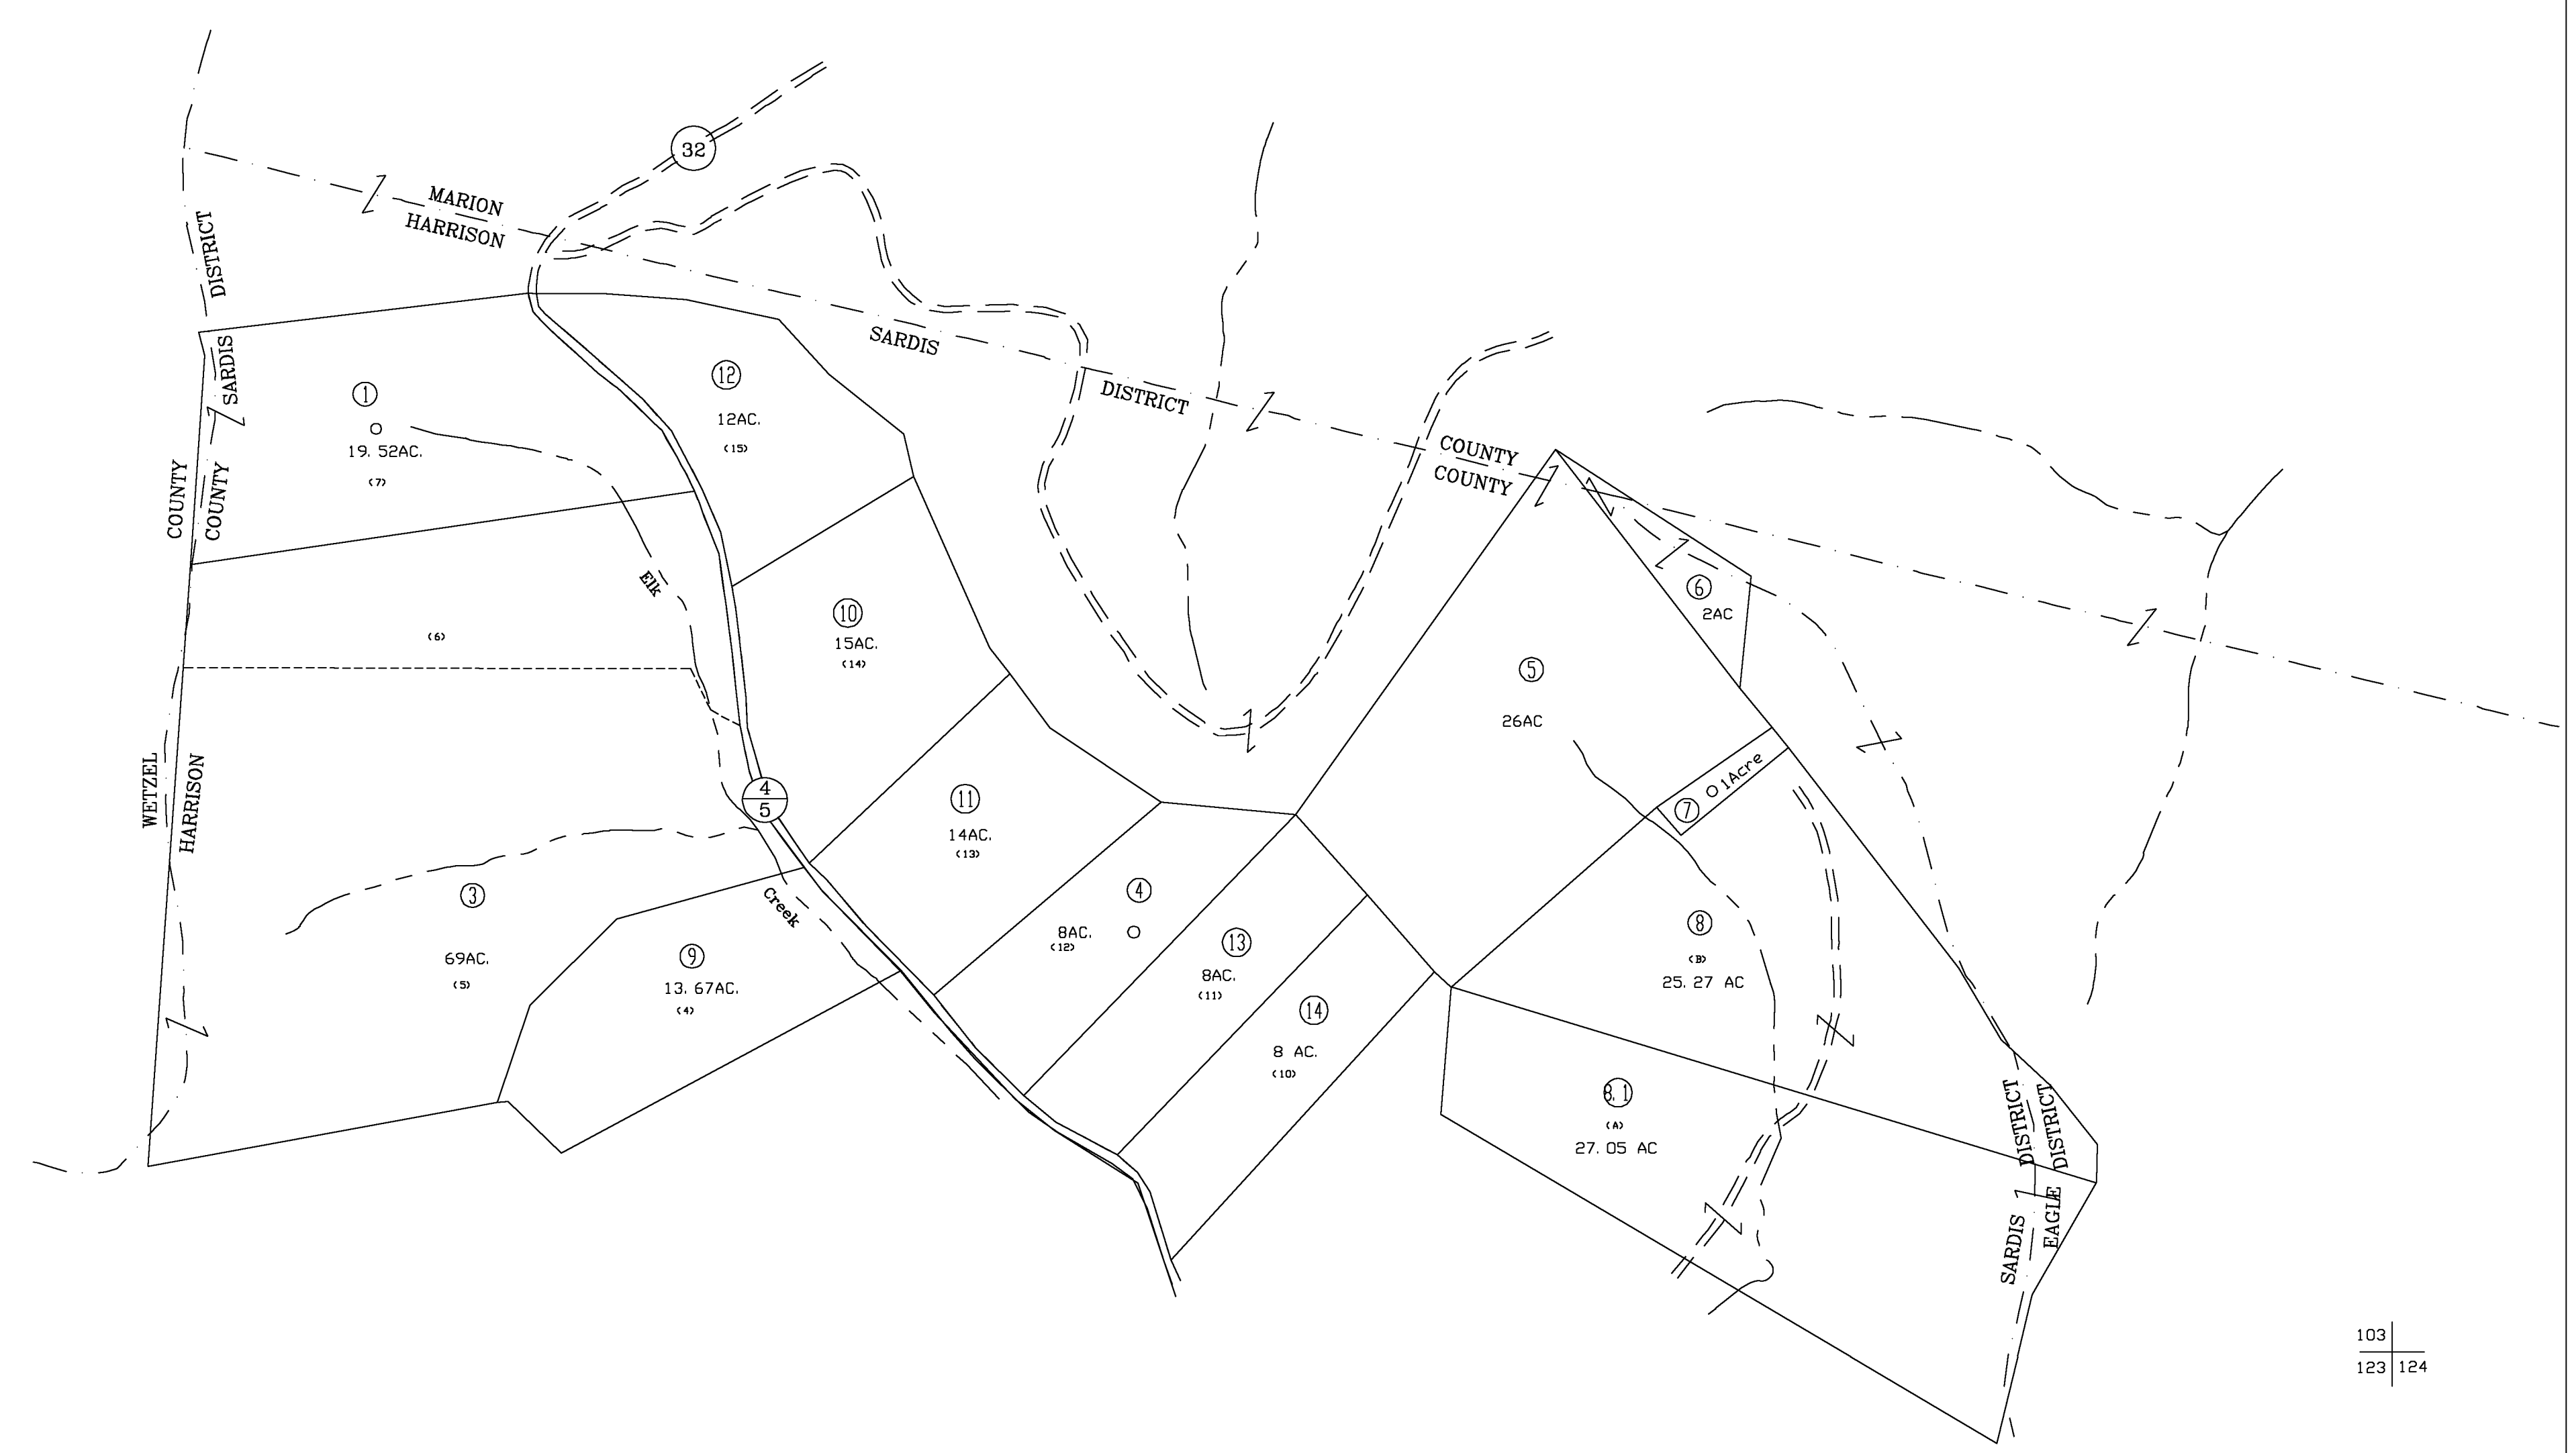 32
MARION
HARRISON
DISTRICT
SARDIS
SARDIS
DISTRICT
COUNTY
COUNTY
COUNTY
COUNTY
WETZEL
HARRISON
1
19.52AC.
(7)
12
12AC.
(15)
Elk
(6)
10
15AC.
(14)
6
2AC
5
26AC
7
1Acre
4
5
11
14AC.
(13)
3
69AC.
(5)
Creek
9
13.67AC.
(4)
4
8AC.
(12)
13
8AC.
(11)
14
8 AC.
(10)
8
(B)
25.27 AC
8.1
(A)
27.05 AC
DISTRICT
DISTRICT
SARDIS
EAGLE
103
123 124